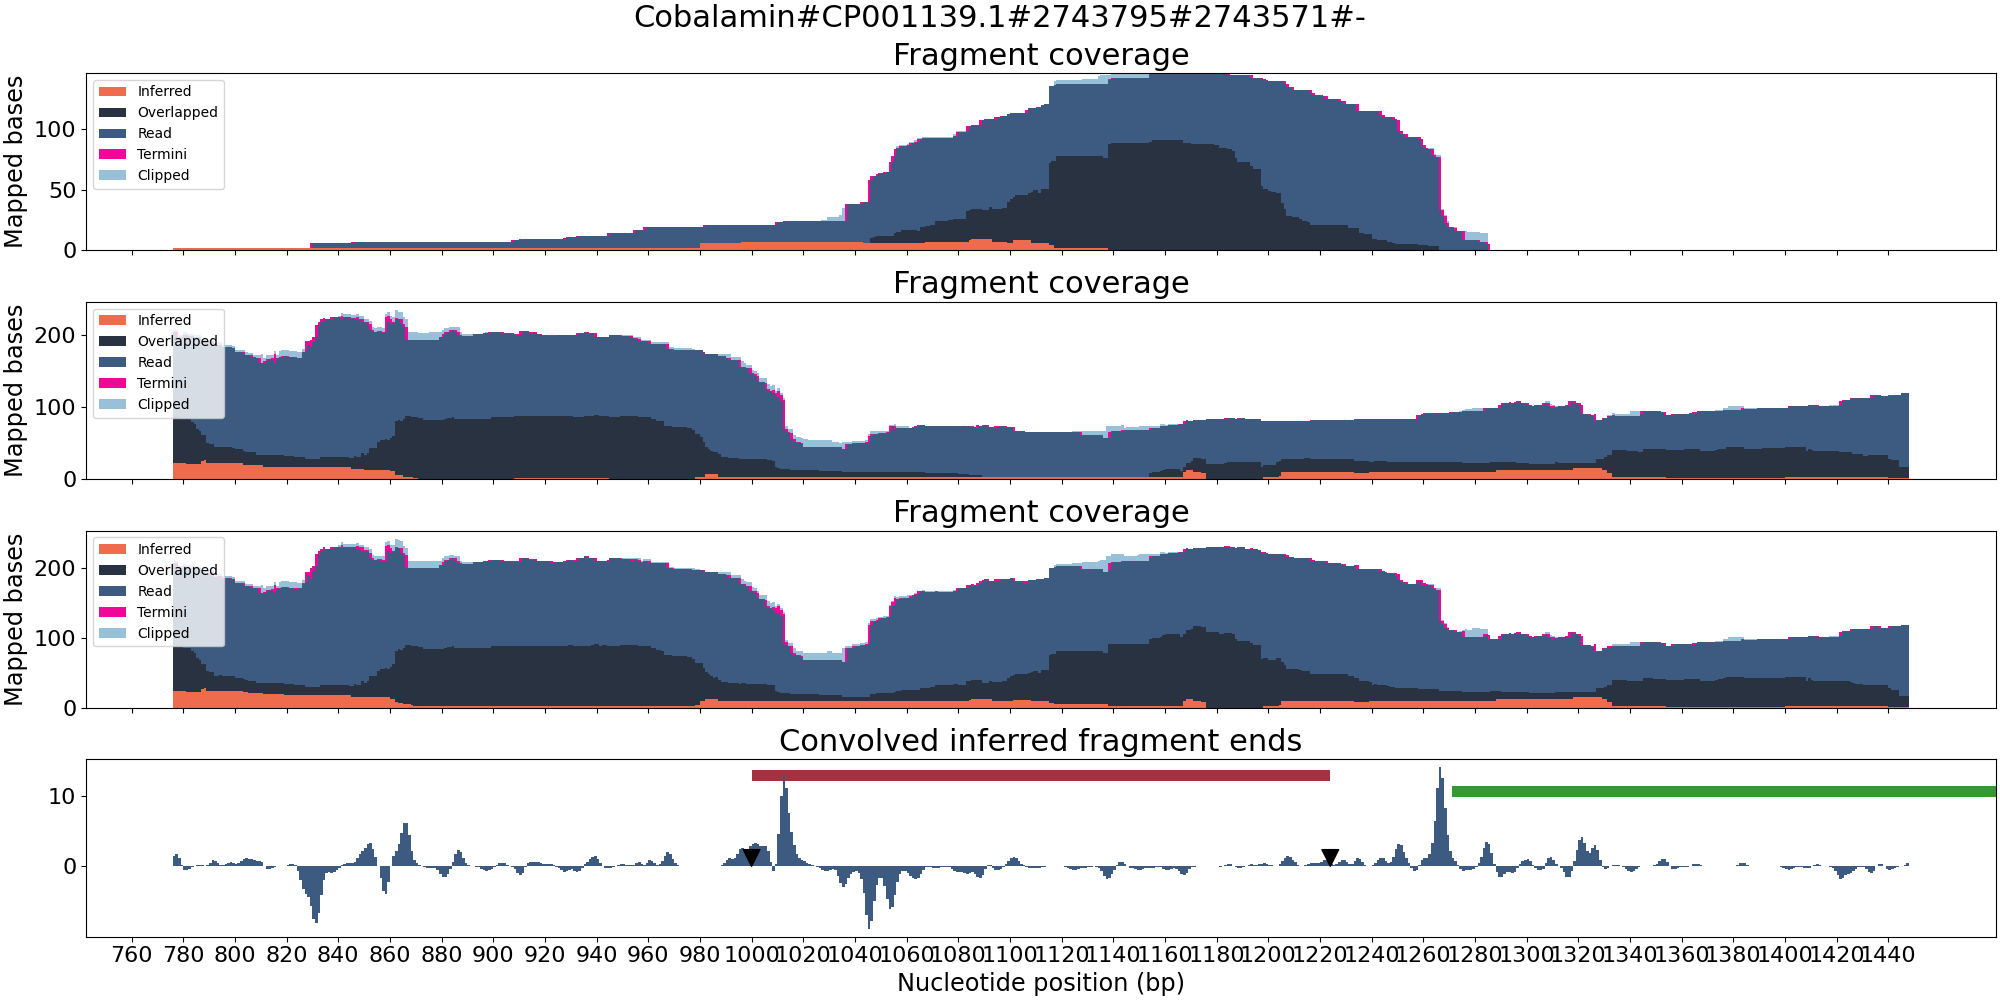 Cobalamin#CP001139.1#2743795#2743571#-
Fragment coverage
Mapped bases
100
50
0
Inferred
Overlapped
Read
Termini
Clipped
Fragment coverage
Mapped bases
200
100
0
Inferred
Overlapped
Read
Termini
Clipped
Fragment coverage
Mapped bases
200
100
0
Inferred
Overlapped
Read
Termini
Clipped
Convolved inferred fragment ends
10
0
760 780 800 820 840 860 880 900 920 940 960 980 1000 1020 1040 1060 1080 1100 1120 1140 1160 1180 1200 1220 1240 1260 1280 1300 1320 1340 1360 1380 1400 1420 1440
Nucleotide position (bp)